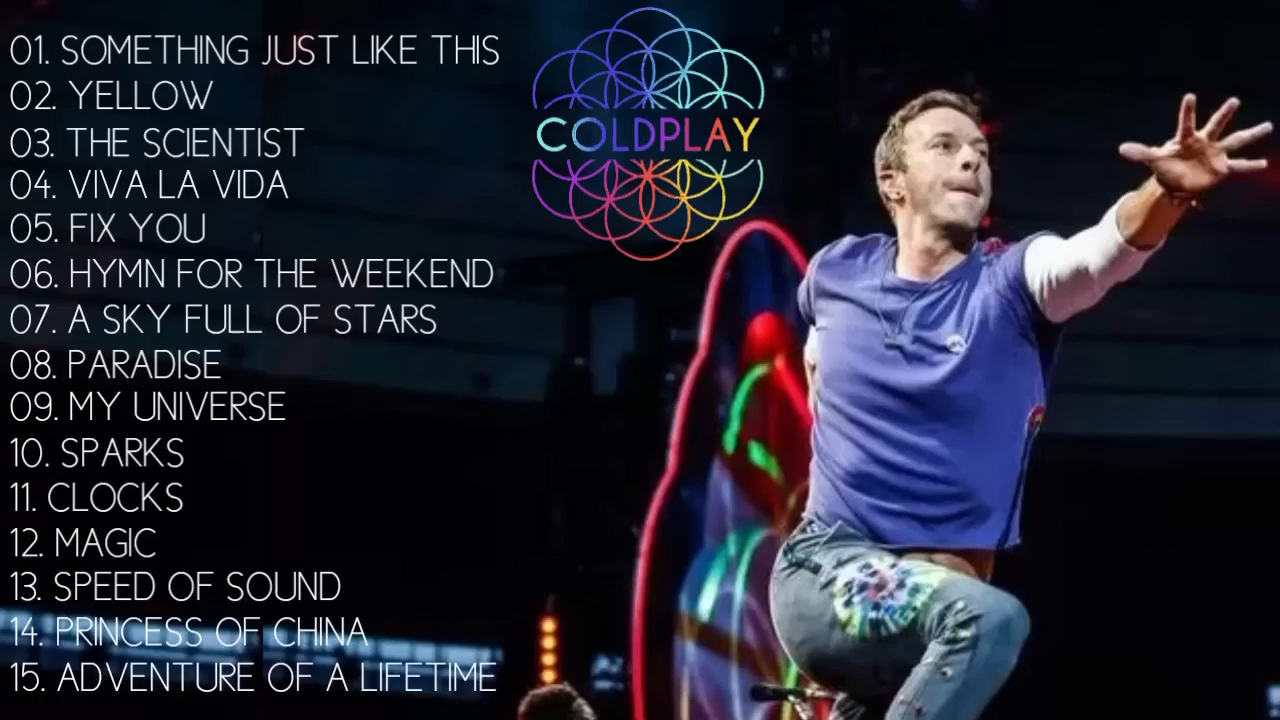 01. SOMETHING JUST LIKE THIS
02. YELLOW
03. THE SCIENTIST
04. VIVA LA VIDA
05. FIX YOU
06. HYMN FOR THE WEEKEND
07. A SKY FULL OF STARS
08. PARADISE
09. MY UNIVERSE
10. SPARKS
11. CLOCKS
12. MAGIC
13. SPEED OF SOUND
14. PRINCESS OF CHINA
15. ADVENTURE OF A LIFETIME
COLDPLAY